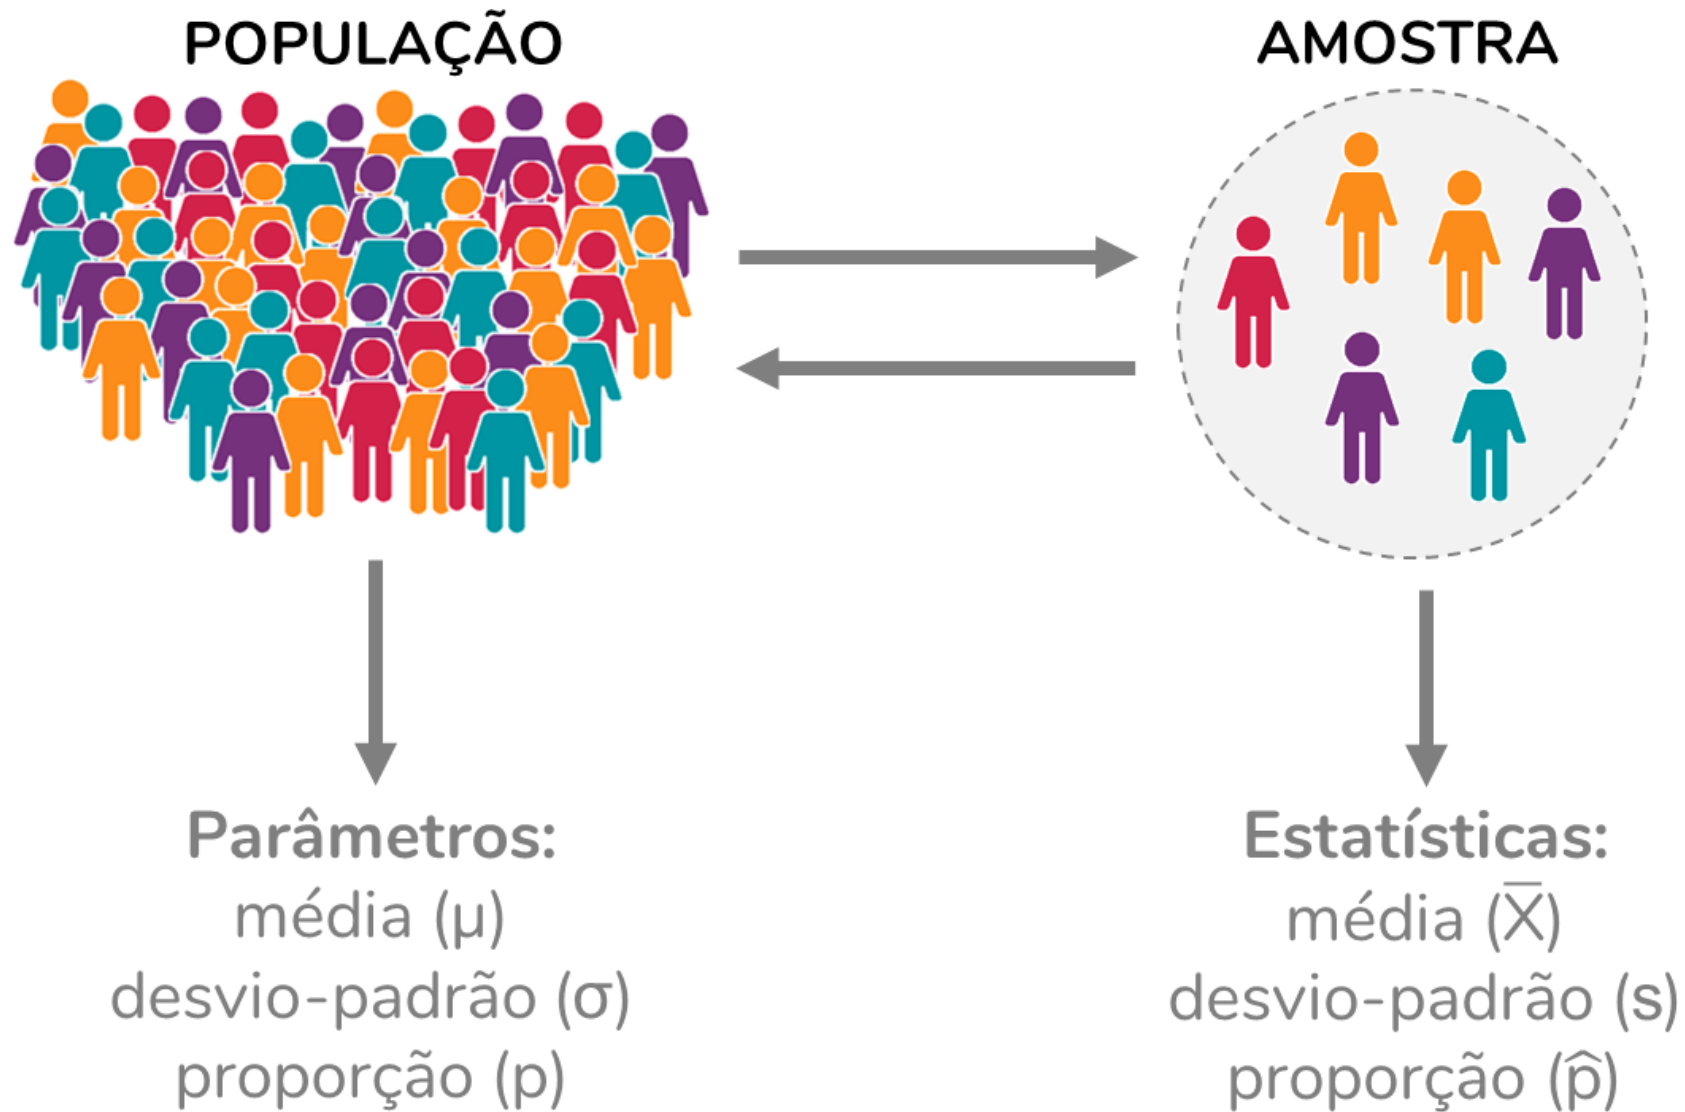 POPULAÇÃO
AMOSTRA
Parâmetros:
média (μ)
desvio-padrão (σ)
proporção (p)
Estatísticas:
média (X̅)
desvio-padrão (s)
proporção (p̂)